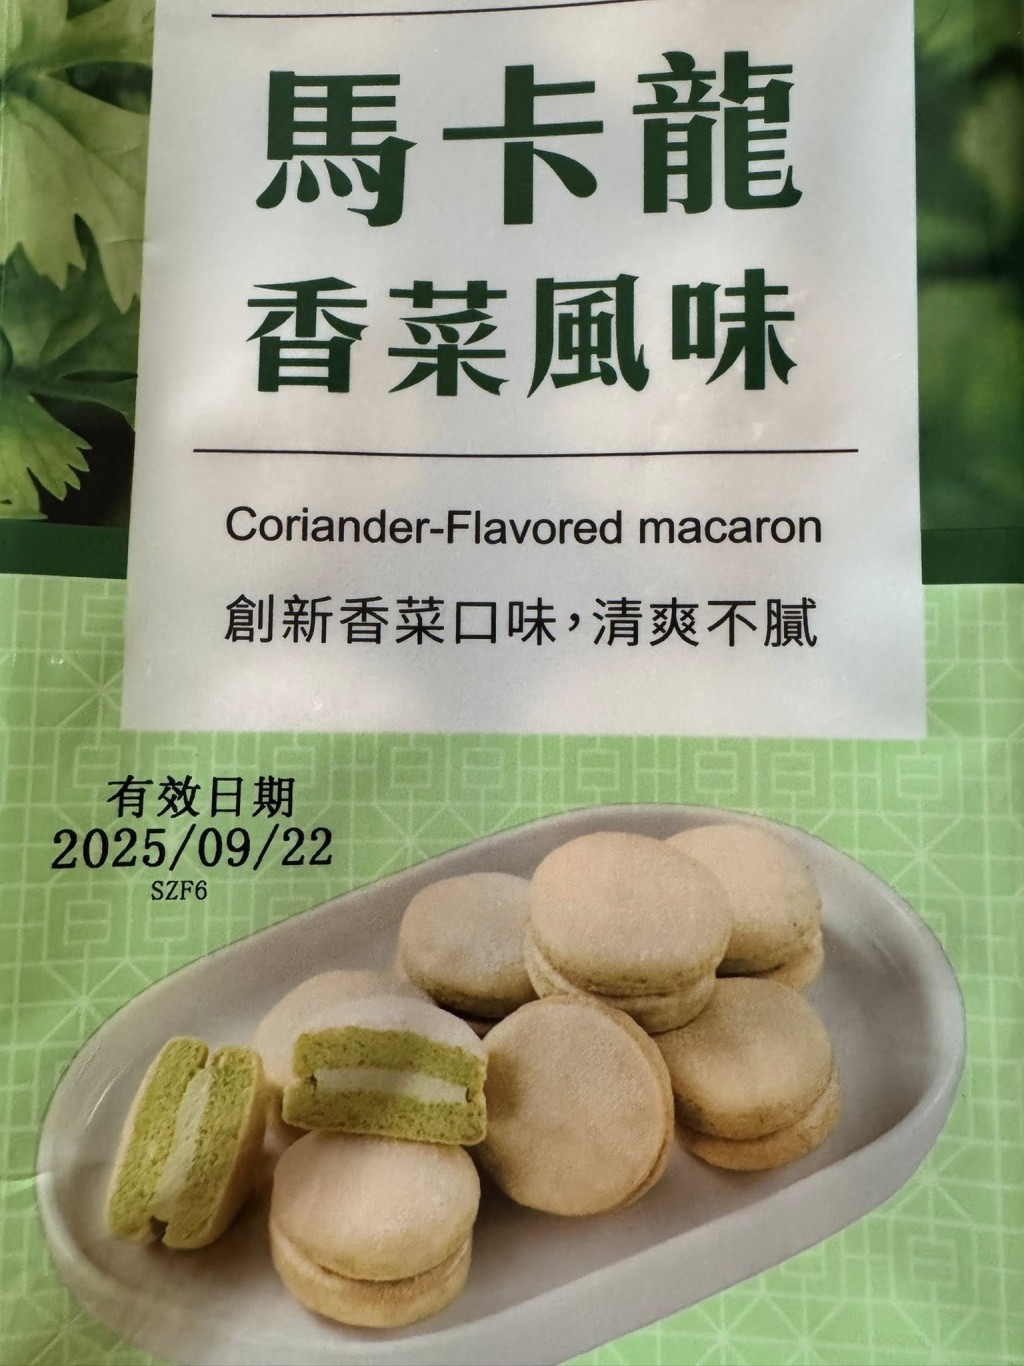 馬卡龍
香菜風味
Coriander-Flavored macaron
創新香菜口味,清爽不膩
有效日期
2025/09/22
SZF6